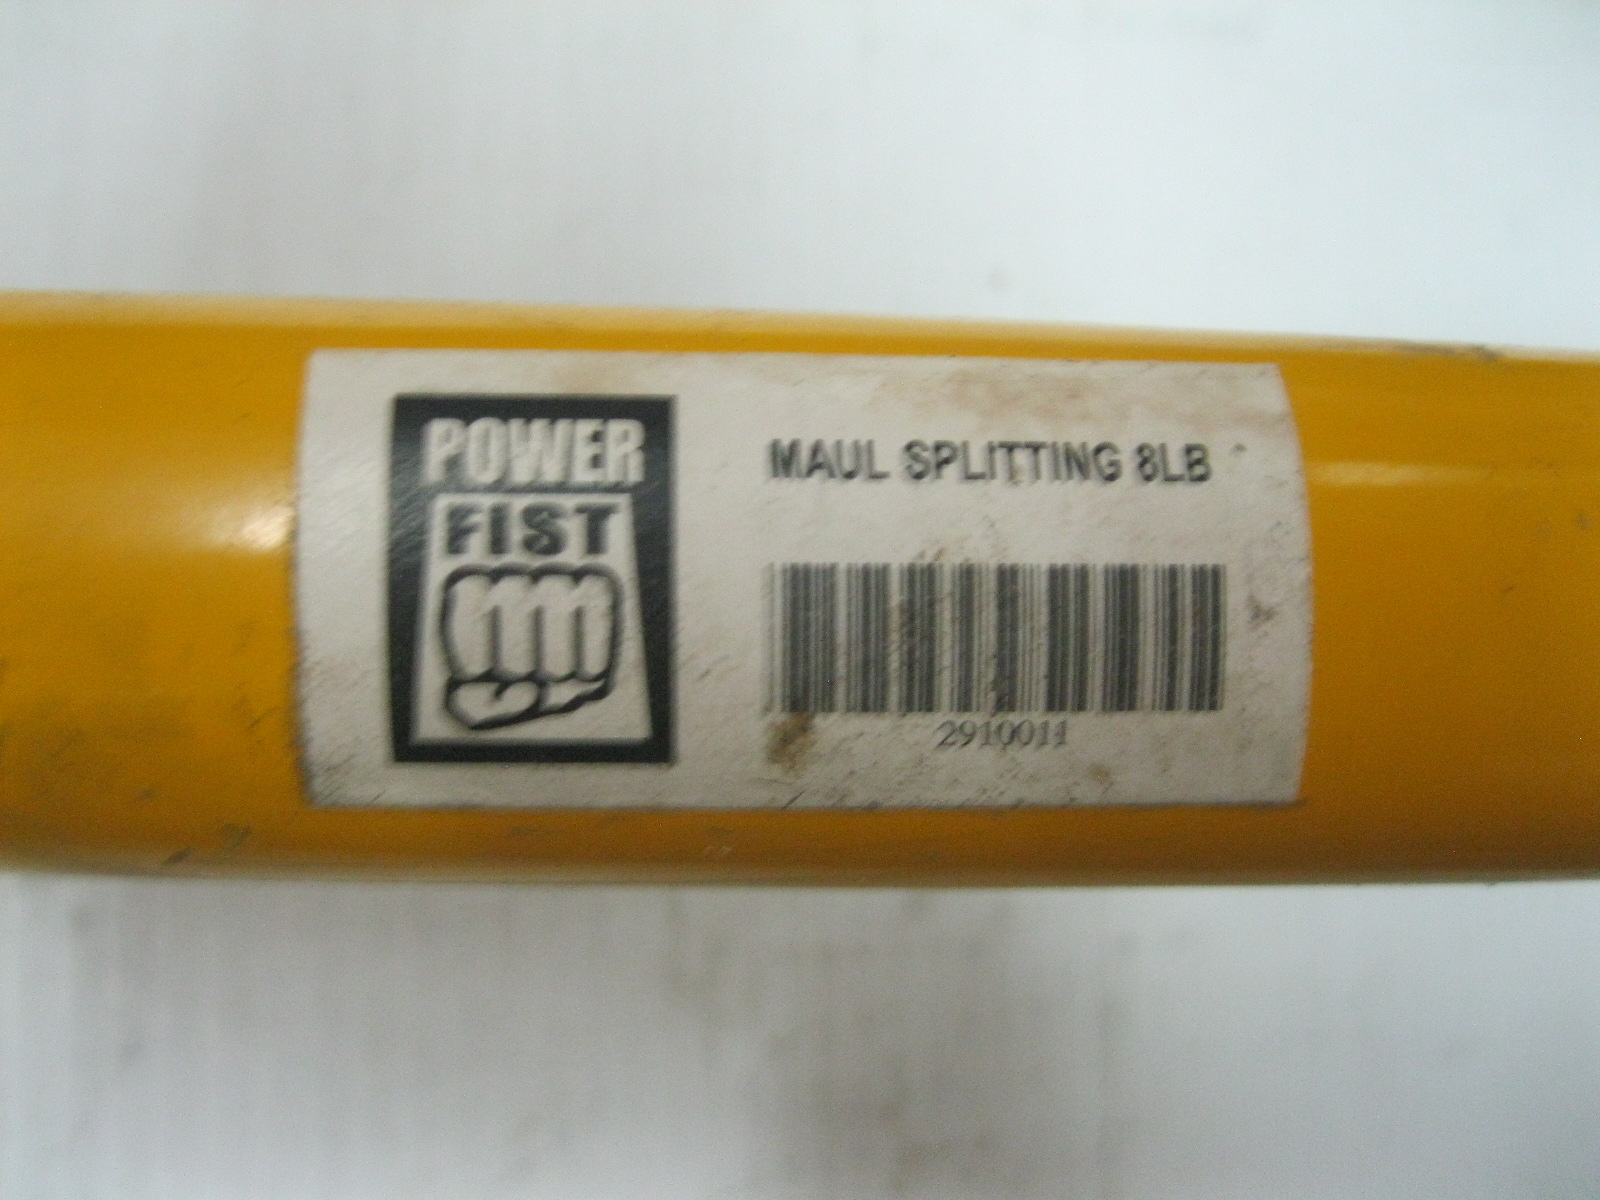 POWER
FIST
MAUL SPLITTING 8LB
2910011